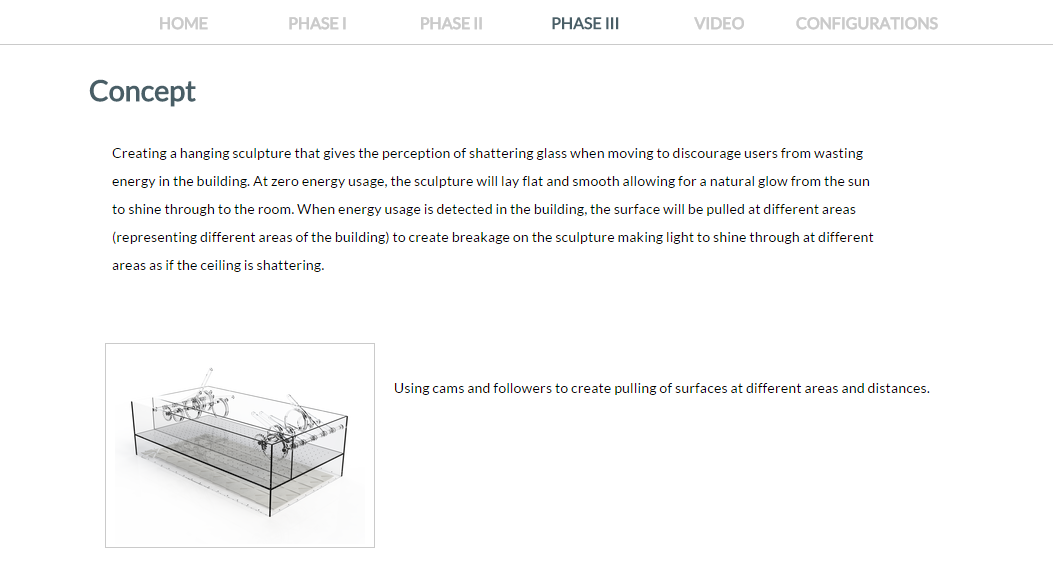 HOME PHASE I PHASE II PHASE III VIDEO CONFIGURATIONS
Concept
Creating a hanging sculpture that gives the perception of shattering glass when moving to discourage users from wasting
energy in the building. At zero energy usage, the sculpture will lay flat and smooth allowing for a natural glow from the sun
to shine through to the room. When energy usage is detected in the building, the surface will be pulled at different areas
(representing different areas of the building) to create breakage on the sculpture making light to shine through at different
areas as if the ceiling is shattering.
Using cams and followers to create pulling of surfaces at different areas and distances.